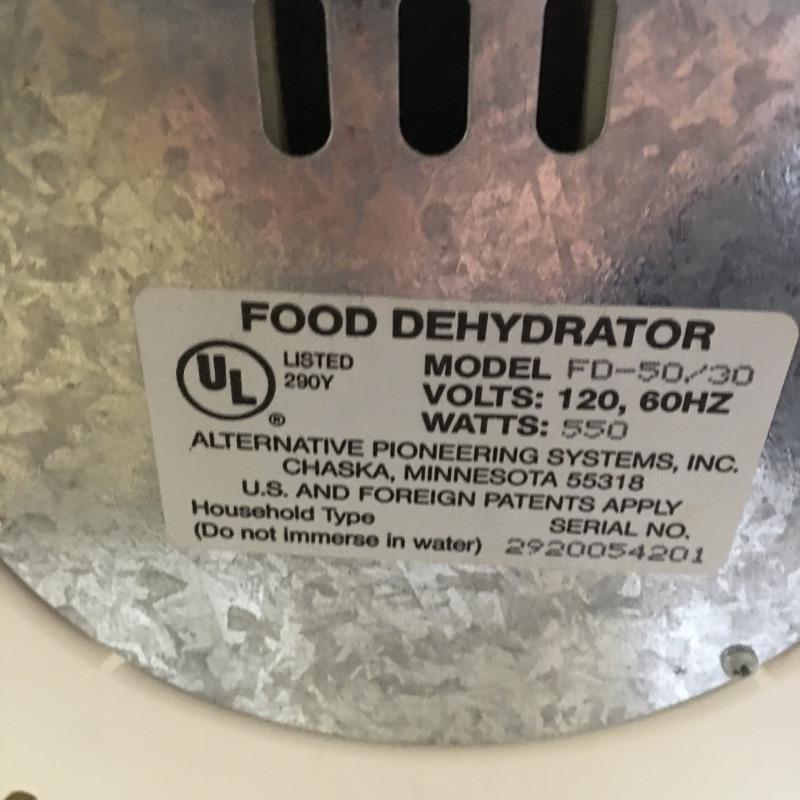 FOOD DEHYDRATOR
UL LISTED MODEL FD-50/30
290Y VOLTS: 120, 60HZ
® WATTS: 550
ALTERNATIVE PIONEERING SYSTEMS, INC.
CHASKA, MINNESOTA 55318
U.S. AND FOREIGN PATENTS APPLY
Household Type SERIAL NO.
(Do not immerse in water) 2920054201